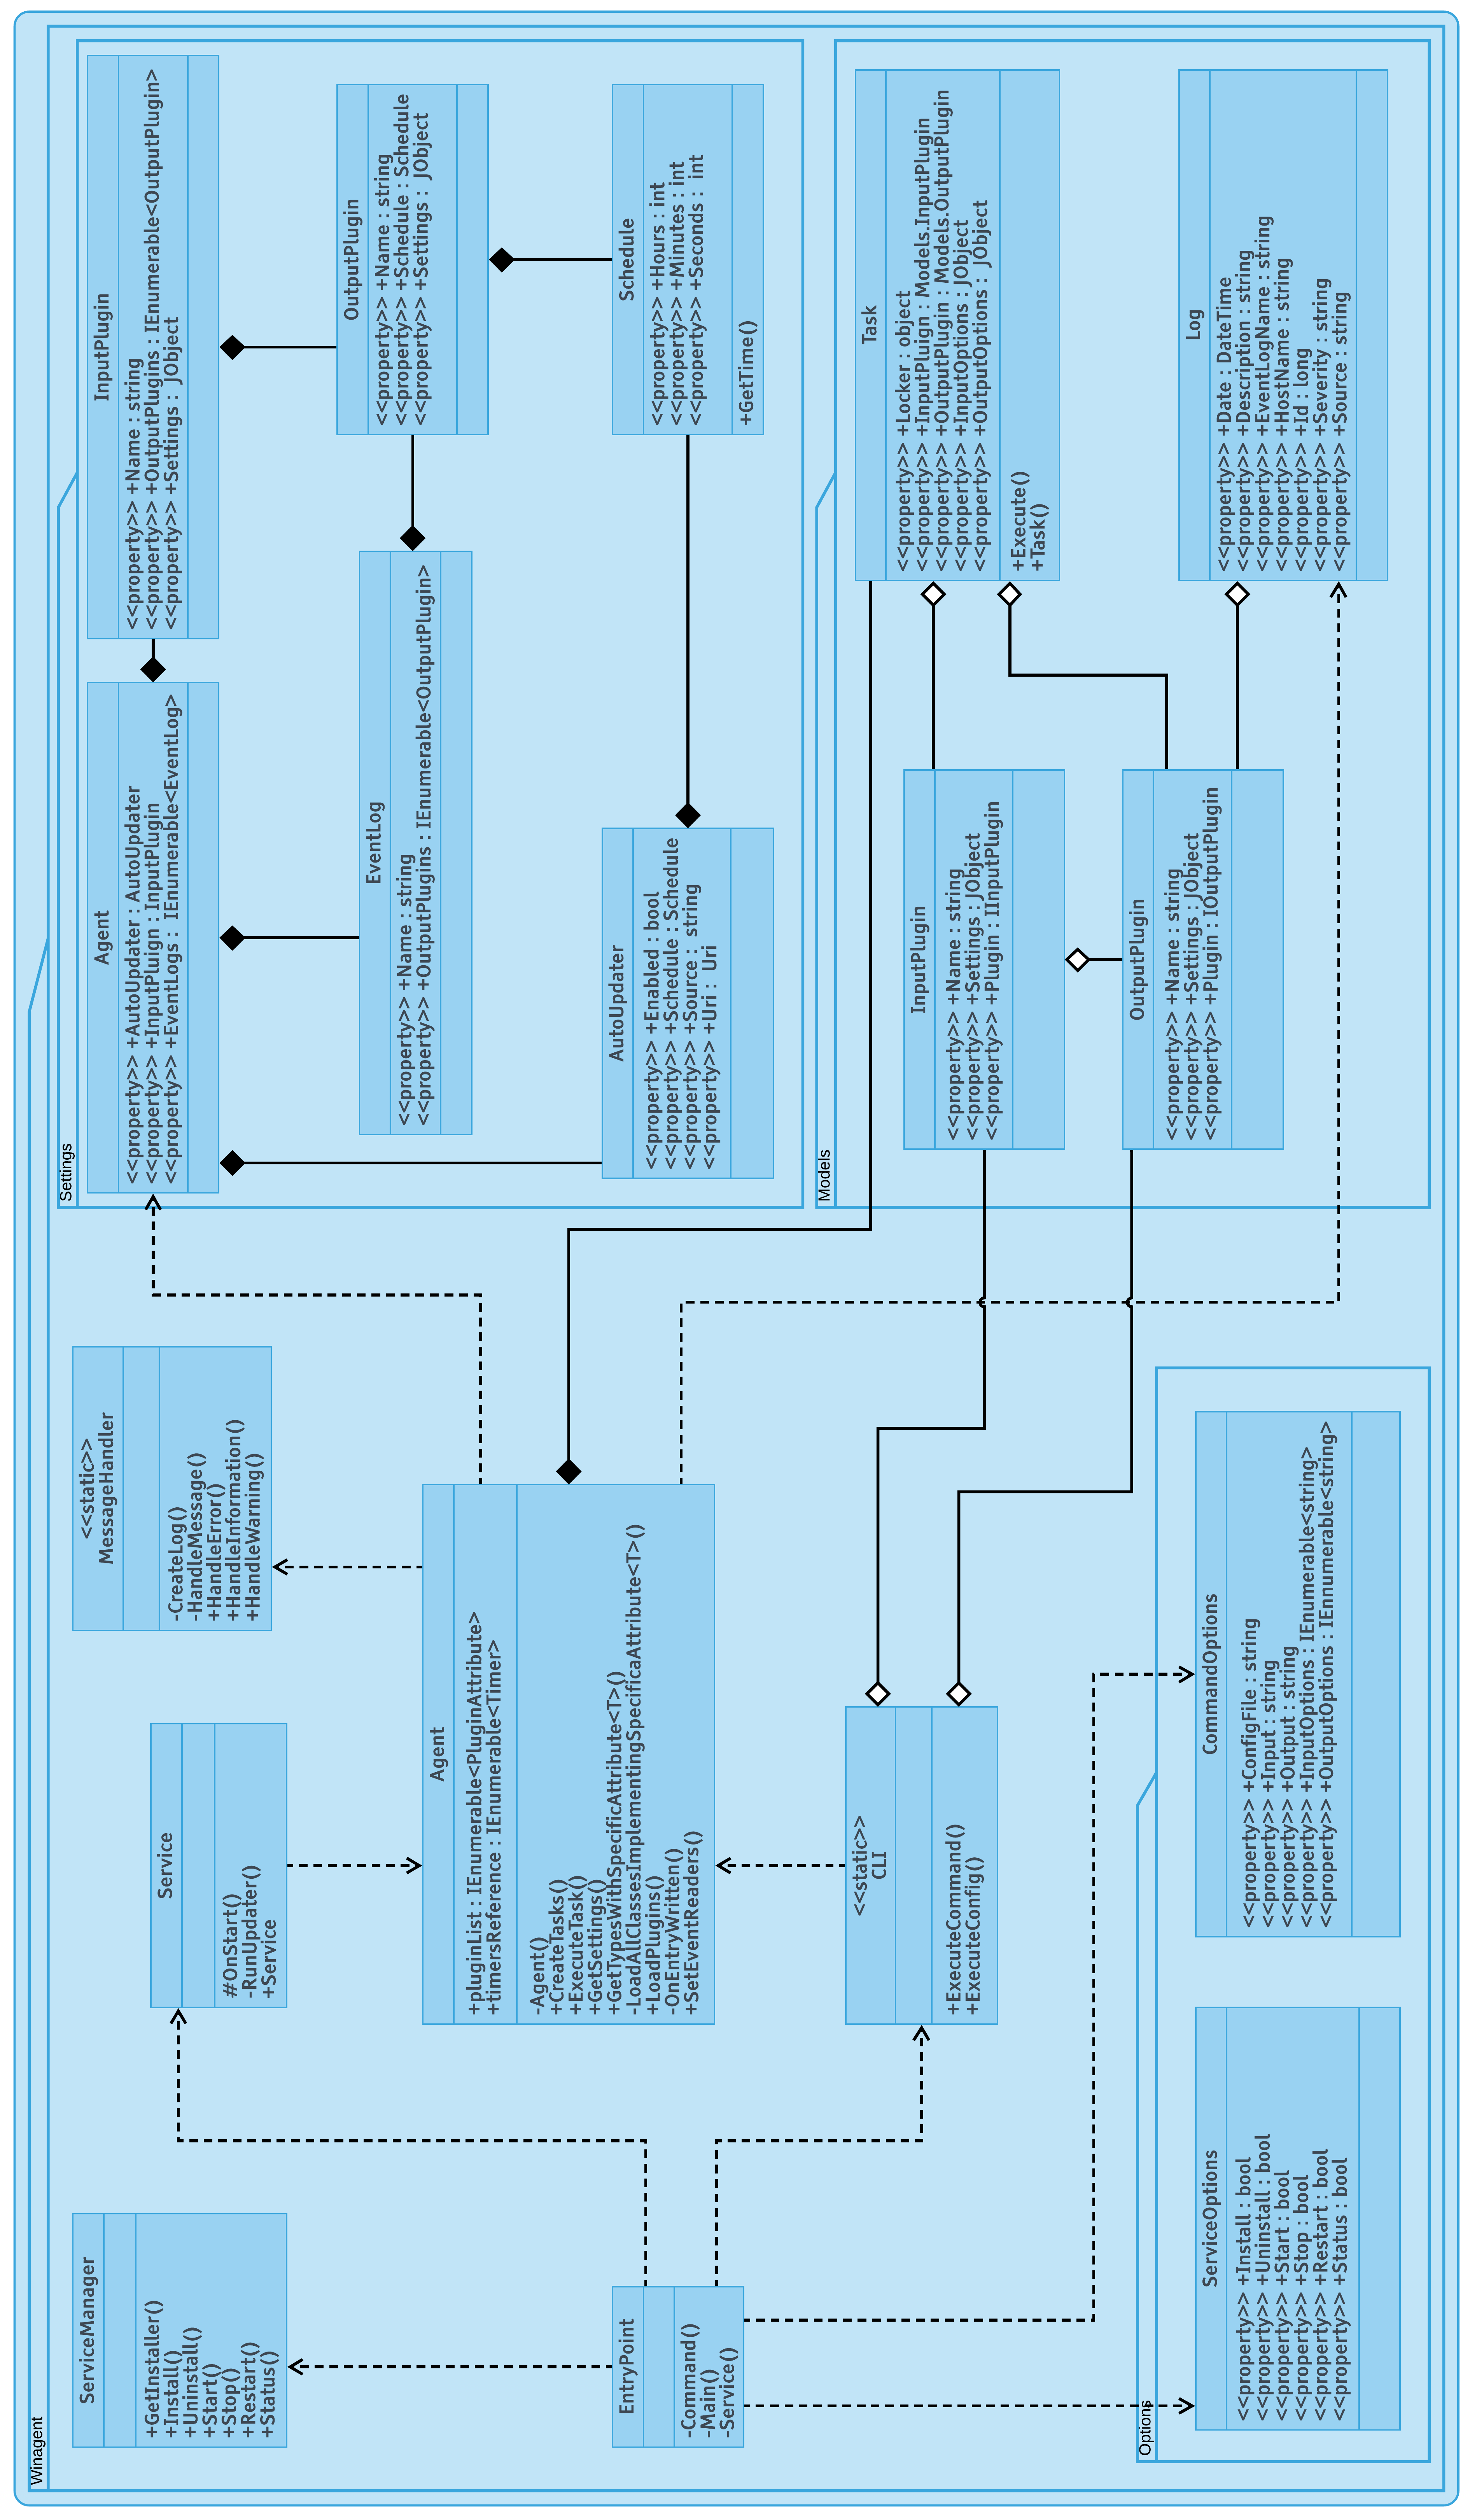 Winagent
ServiceManager
+GetInstaller()
+Install()
+Uninstall()
+Start()
+Stop()
+Restart()
+Status()
Service
#OnStart()
-RunUpdater()
+Service
<<static>>
MessageHandler
-CreateLog()
-HandleMessage()
+HandleError()
+HandleInformation()
+HandleWarning()
EntryPoint
-Command()
-Main()
-Service()
Agent
+pluginList : IEnumerable<PluginAttribute>
+timersReference : IEnumerable<Timer>
-Agent()
+CreateTasks()
+ExecuteTask()
+GetSettings()
+GetTypesWithSpecificAttribute<T>()
-LoadAllClassesImplementingSpecificaAttribute<T>()
+LoadPlugins()
-OnEntryWritten()
+SetEventReaders()
<<static>>
CLI
+ExecuteCommand()
+ExecuteConfig()
Options
ServiceOptions
<<property>> +Install : bool
<<property>> +Uninstall : bool
<<property>> +Start : bool
<<property>> +Stop : bool
<<property>> +Restart : bool
<<property>> +Status : bool
CommandOptions
<<property>> +ConfigFile : string
<<property>> +Input : string
<<property>> +Output : string
<<property>> +InputOptions : IEnumerable<string>
<<property>> +OutputOptions : IEnnumerable<string>
Settings
Agent
<<property>> +AutoUpdater : AutoUpdater
<<property>> +InputPluign : InputPlugin
<<property>> +EventLogs : IEnumerable<EventLog>
InputPlugin
<<property>> +Name : string
<<property>> +OutputPlugins : IEnumerable<OutputPlugin>
<<property>> +Settings : JObject
EventLog
<<property>> +Name : string
<<property>> +OutputPlugins : IEnumerable<OutputPlugin>
OutputPlugin
<<property>> +Name : string
<<property>> +Schedule : Schedule
<<property>> +Settings : JObject
AutoUpdater
<<property>> +Enabled : bool
<<property>> +Schedule : Schedule
<<property>> +Source : string
<<property>> +Uri : Uri
Schedule
<<property>> +Hours : int
<<property>> +Minutes : int
<<property>> +Seconds : int
+GetTime()
Models
InputPlugin
<<property>> +Name : string
<<property>> +Settings : JObject
<<property>> +Plugin : IInputPlugin
OutputPlugin
<<property>> +Name : string
<<property>> +Settings : JObject
<<property>> +Plugin : IOutputPlugin
Task
<<property>> +Locker : object
<<property>> +InputPluign : Models.InputPlugin
<<property>> +OutputPlugin : Models.OutputPlugin
<<property>> +InputOptions : JObject
<<property>> +OutputOptions : JObject
+Execute()
+Task()
Log
<<property>> +Date : DateTime
<<property>> +Description : string
<<property>> +EventLogName : string
<<property>> +HostName : string
<<property>> +Id : long
<<property>> +Severity : string
<<property>> +Source : string